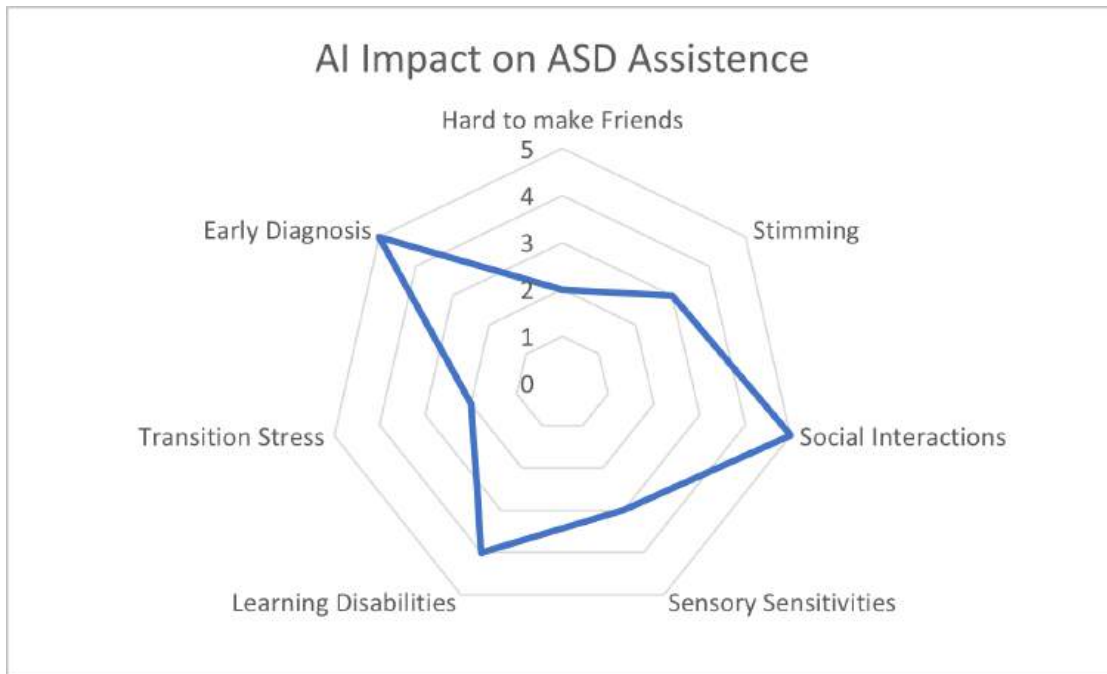 AI Impact on ASD Assistence
Hard to make Friends
5
4
Early Diagnosis
Stimming
3
2
1
0
Transition Stress
Social Interactions
Learning Disabilities
Sensory Sensitivities